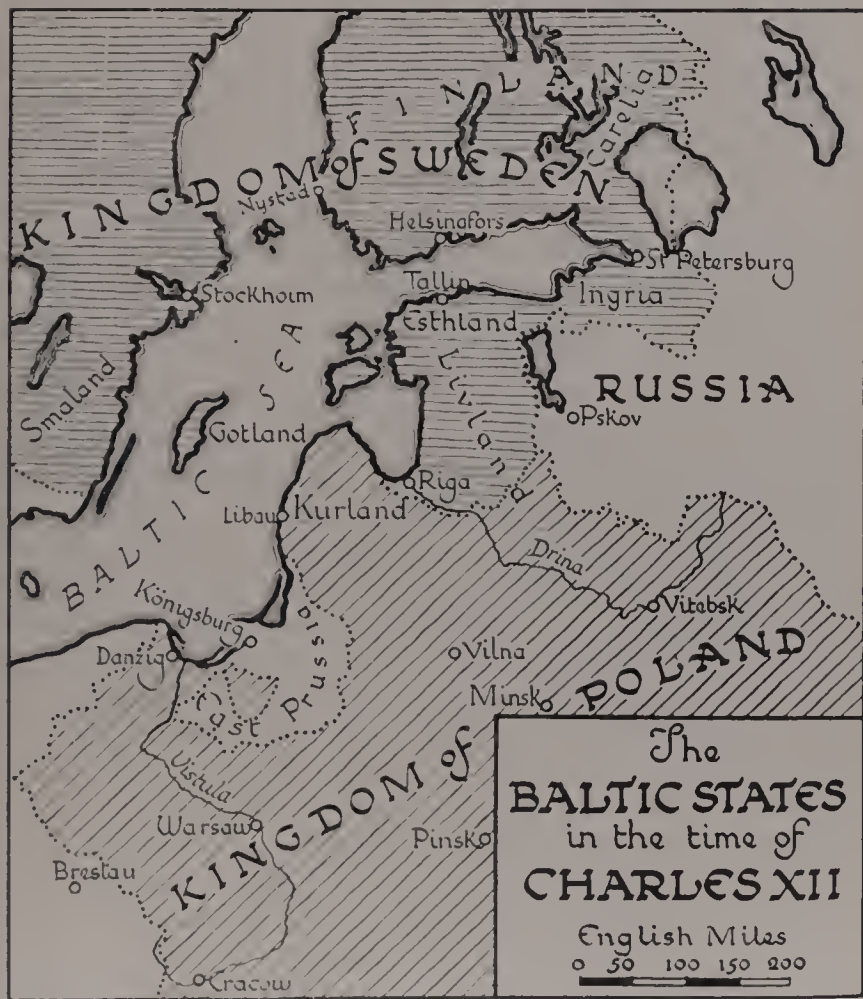 FINLAND
Carelia
KINGDOM of SWEDEN
Nystad
Helsingfors
St Petersburg
Stockholm
Tallin
Ingria
Esthland
BALTIC SEA
Smaland
Livland
RUSSIA
Pskov
Gotland
Riga
Libau
Kurland
Drina
Königsburg
Vitebsk
Danzig
Vilna
East Prussia
Minsk
KINGDOM of POLAND
Vistula
Warsaw
Pinsk
Brestau
Cracow
The
BALTIC STATES
in the time of
CHARLES XII
English Miles
0 50 100 150 200